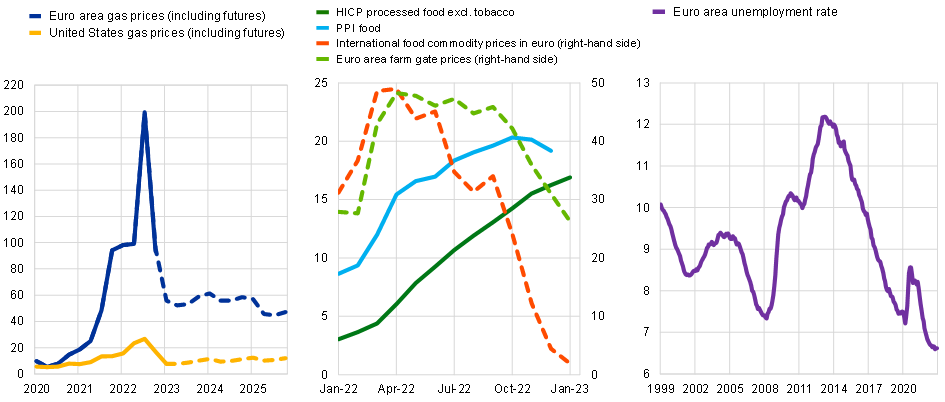 Euro area gas prices (including futures)
United States gas prices (including futures)
220
200
180
160
140
120
100
80
60
40
20
0
2020 2021 2022 2023 2024 2025
HICP processed food excl. tobacco
PPI food
International food commodity prices in euro (right-hand side)
Euro area farm gate prices (right-hand side)
25 50
20 40
15 30
10 20
5 10
0 0
Jan-22 Apr-22 Jul-22 Oct-22 Jan-23
Euro area unemployment rate
13
12
11
10
9
8
7
6
1999 2002 2005 2008 2011 2014 2017 2020